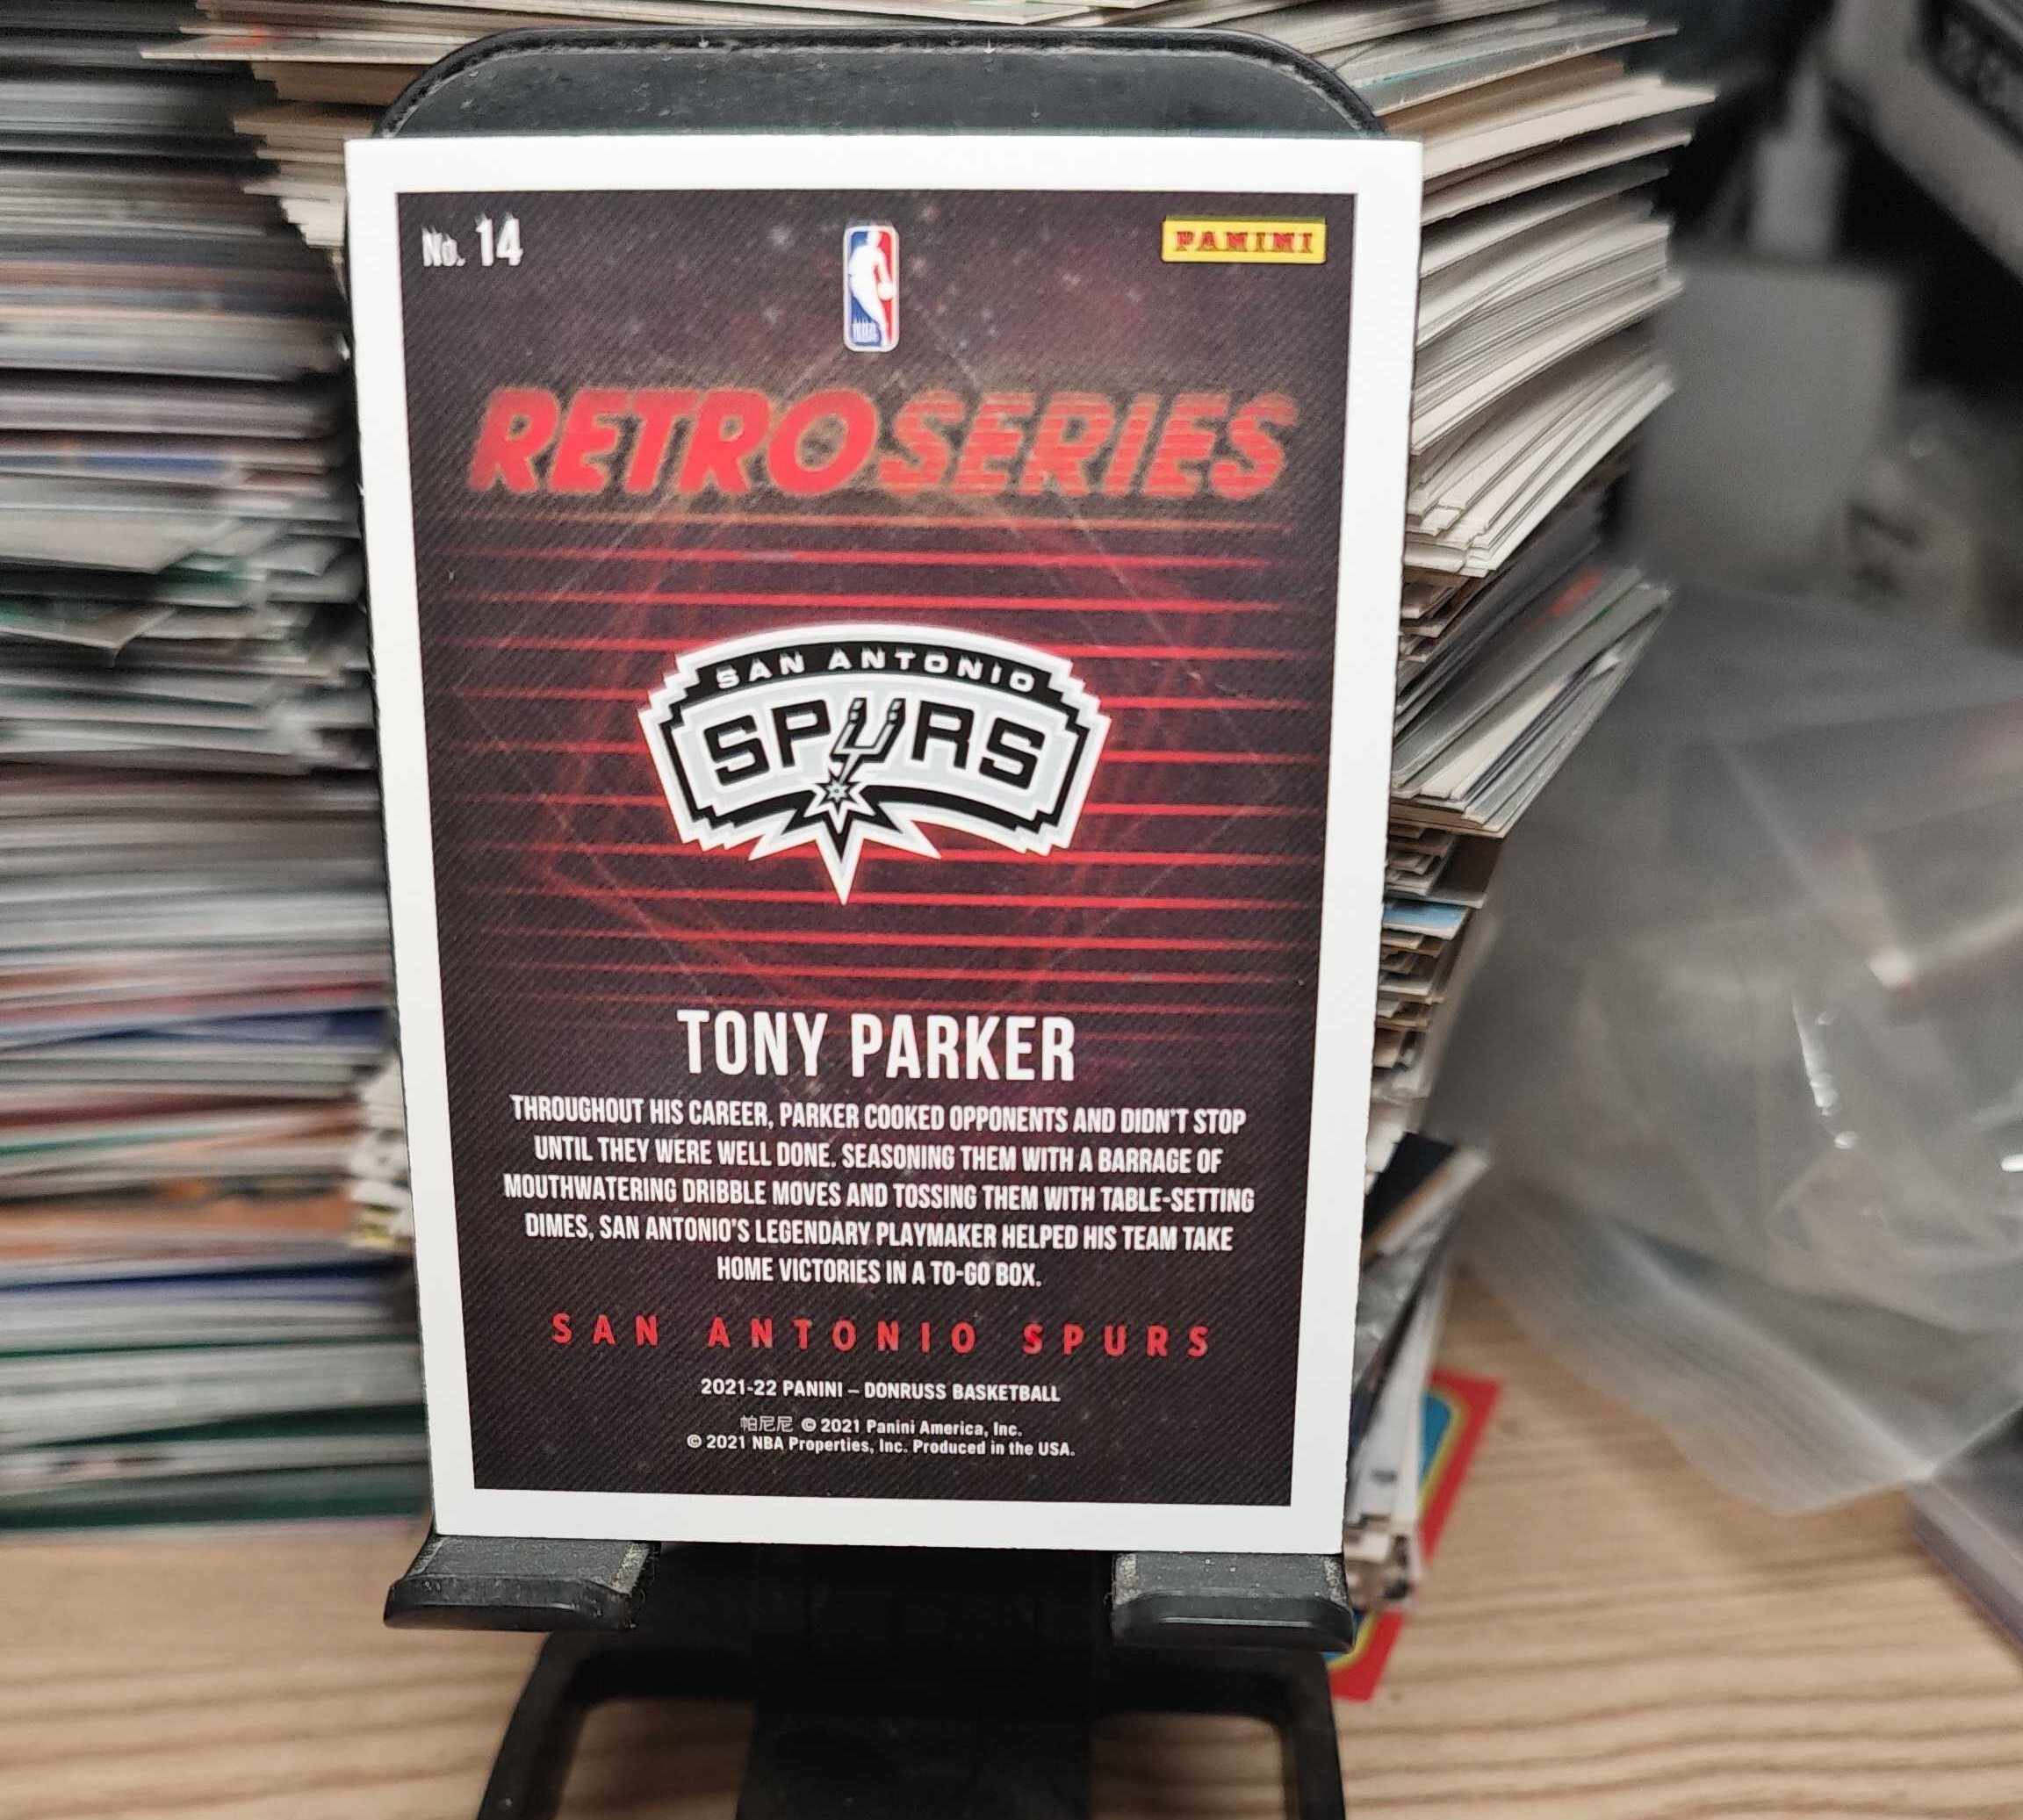 No. 14
PANINI
NBA
RETRO SERIES
SAN ANTONIO
SPURS
TONY PARKER
THROUGHOUT HIS CAREER, PARKER COOKED OPPONENTS AND DIDN'T STOP
UNTIL THEY WERE WELL DONE. SEASONING THEM WITH A BARRAGE OF
MOUTHWATERING DRIBBLE MOVES AND TOSSING THEM WITH TABLE-SETTING
DIMES, SAN ANTONIO'S LEGENDARY PLAYMAKER HELPED HIS TEAM TAKE
HOME VICTORIES IN A TO-GO BOX.
SAN ANTONIO SPURS
2021-22 PANINI – DONRUSS BASKETBALL
帕尼尼 © 2021 Panini America, Inc.
© 2021 NBA Properties, Inc. Produced in the USA.